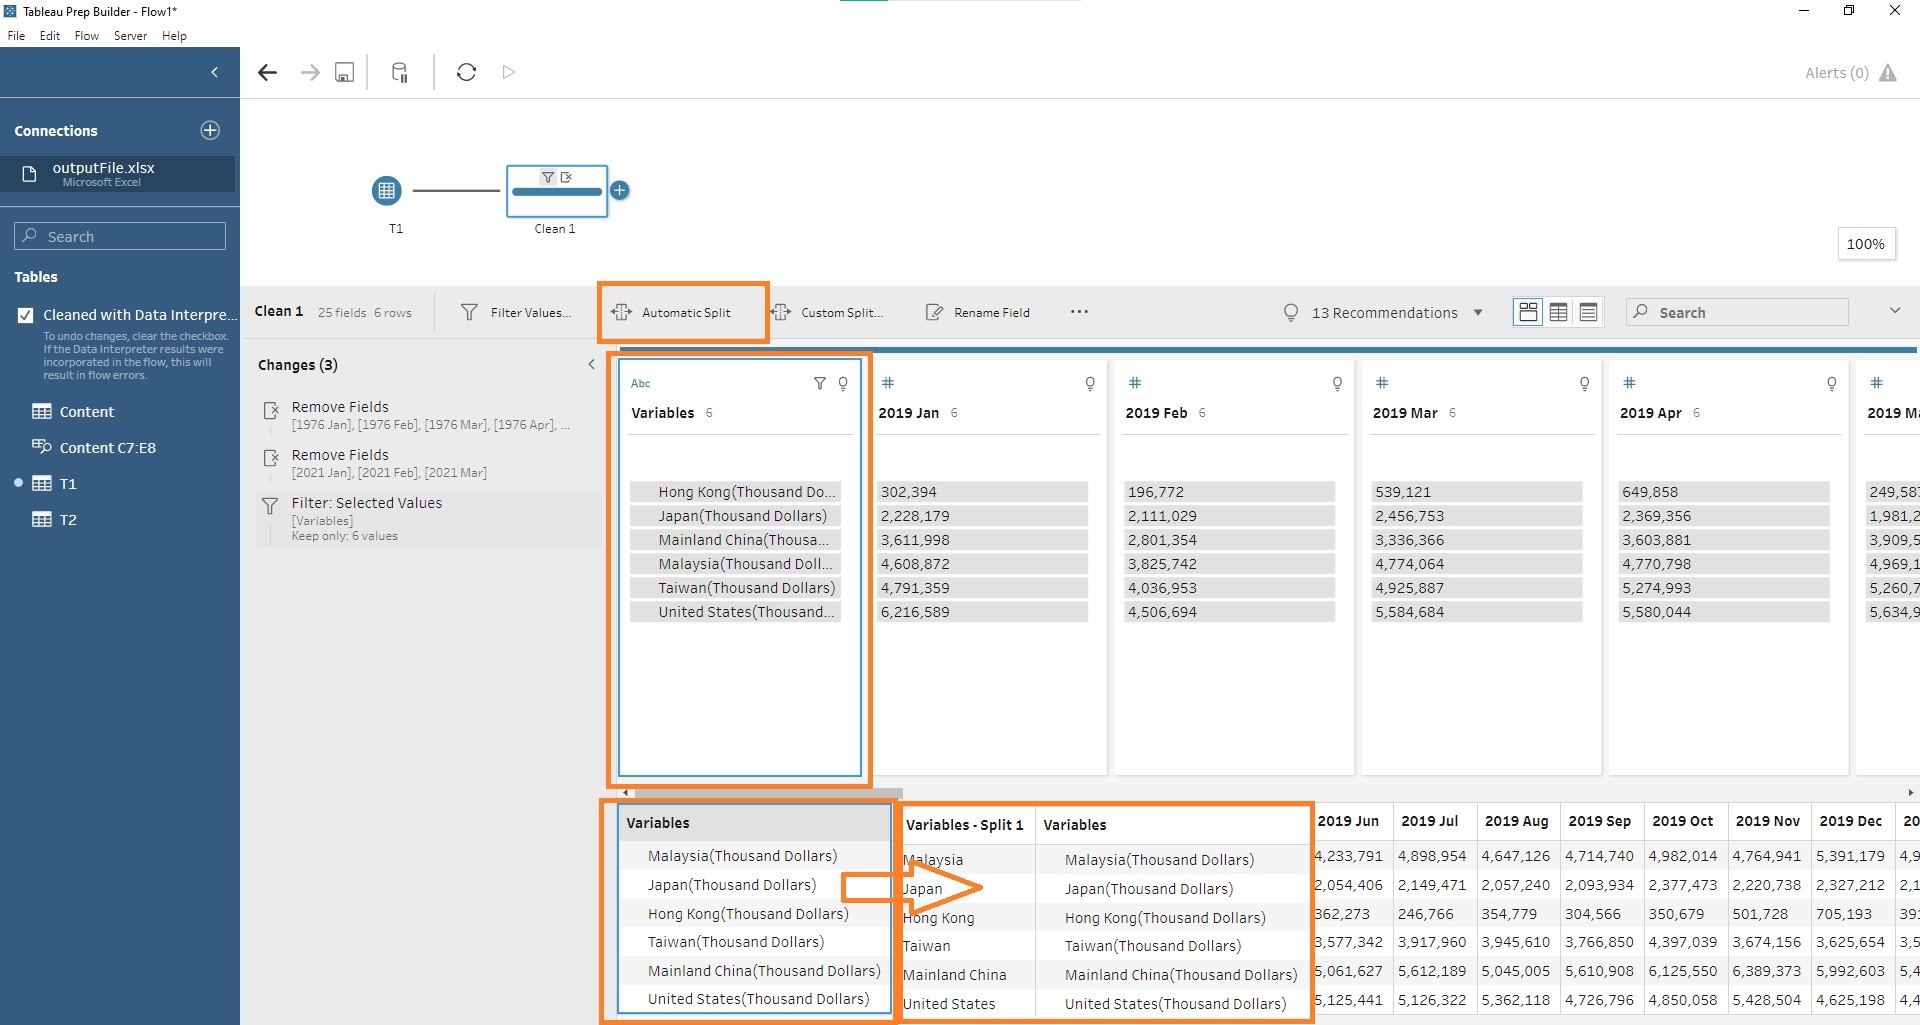 Tableau Prep Builder - Flow1*
File Edit Flow Server Help
Alerts (0)
Connections
outputFile.xlsx
Microsoft Excel
Search
Tables
Cleaned with Data Interpre...
To undo changes, clear the checkbox.
If the Data Interpreter results were
incorporated in the flow, this will
result in flow errors.
Content
Content C7:E8
T1
T2
T1
Clean 1
100%
Clean 1 25 fields 6 rows Filter Values... Automatic Split Custom Split... Rename Field ... 13 Recommendations Search
Changes (3)
Remove Fields
[1976 Jan], [1976 Feb], [1976 Mar], [1976 Apr], ...
Remove Fields
[2021 Jan], [2021 Feb], [2021 Mar]
Filter: Selected Values
[Variables]
Keep only: 6 values
Abc # # # # #
Variables 6 2019 Jan 6 2019 Feb 6 2019 Mar 6 2019 Apr 6 2019 Ma
Hong Kong(Thousand Do... 302,394 196,772 539,121 649,858 249,587
Japan(Thousand Dollars) 2,228,179 2,111,029 2,456,753 2,369,356 1,981,2
Mainland China(Thousa... 3,611,998 2,801,354 3,336,366 3,603,881 3,909,5
Malaysia(Thousand Doll... 4,608,872 3,825,742 4,774,064 4,770,798 4,969,1
Taiwan(Thousand Dollars) 4,791,359 4,036,953 4,925,887 5,274,993 5,260,7
United States(Thousand... 6,216,589 4,506,694 5,584,684 5,580,044 5,634,9
Variables Variables - Split 1 Variables 2019 Jun 2019 Jul 2019 Aug 2019 Sep 2019 Oct 2019 Nov 2019 Dec 20
Malaysia(Thousand Dollars) Malaysia Malaysia(Thousand Dollars) 4,233,791 4,898,954 4,647,126 4,714,740 4,982,014 4,764,941 5,391,179 4,9
Japan(Thousand Dollars) Japan Japan(Thousand Dollars) 2,054,406 2,149,471 2,057,240 2,093,934 2,377,473 2,220,738 2,327,212 2,1
Hong Kong(Thousand Dollars) Hong Kong Hong Kong(Thousand Dollars) 362,273 246,766 354,779 304,566 350,679 501,728 705,193 391
Taiwan(Thousand Dollars) Taiwan Taiwan(Thousand Dollars) 3,577,342 3,917,960 3,945,610 3,766,850 4,397,039 3,674,156 3,625,654 3,5
Mainland China(Thousand Dollars) Mainland China Mainland China(Thousand Dollars) 5,061,627 5,612,189 5,045,005 5,610,908 6,125,550 6,389,373 5,992,603 5,4
United States(Thousand Dollars) United States United States(Thousand Dollars) 5,125,441 5,126,322 5,362,118 4,726,796 4,850,058 5,428,504 4,625,198 4,4